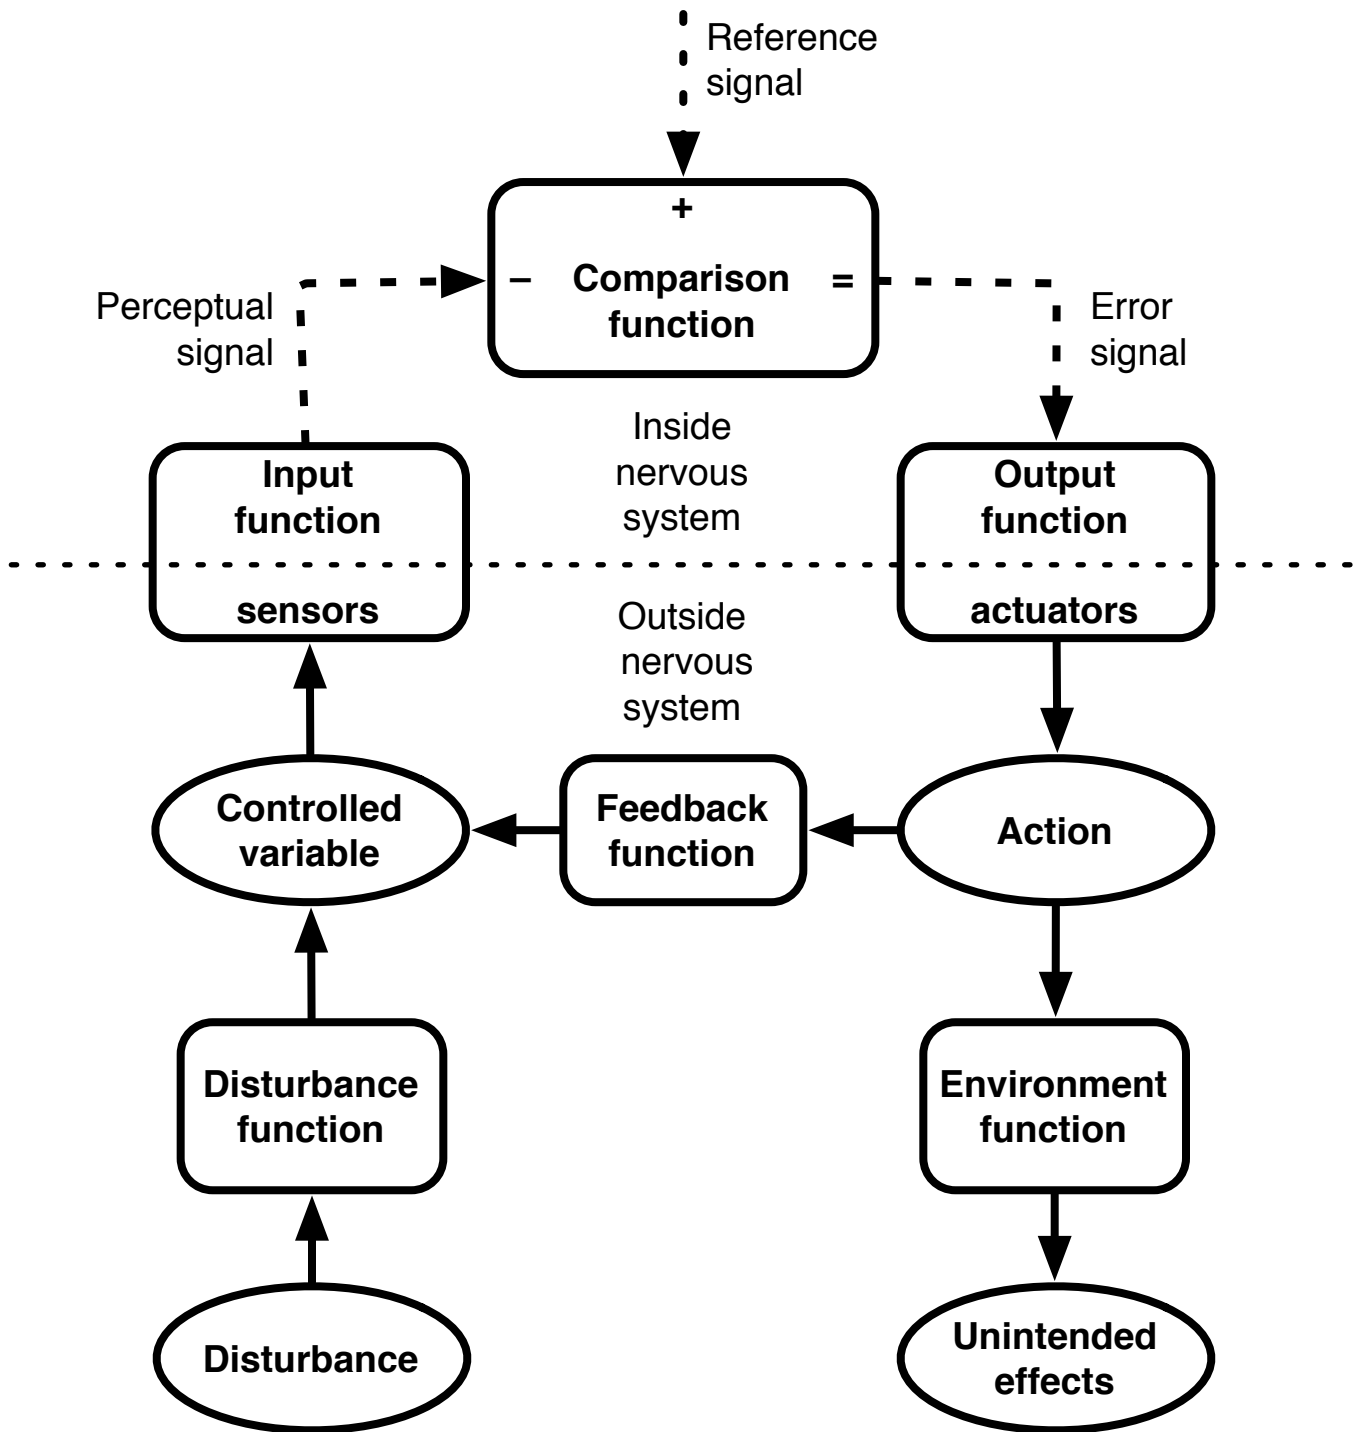 Reference
signal
+
– Comparison =
function
Perceptual
signal
Error
signal
Inside
nervous
system
Input
function
sensors
Output
function
actuators
Outside
nervous
system
Controlled
variable
Feedback
function
Action
Disturbance
function
Environment
function
Disturbance
Unintended
effects